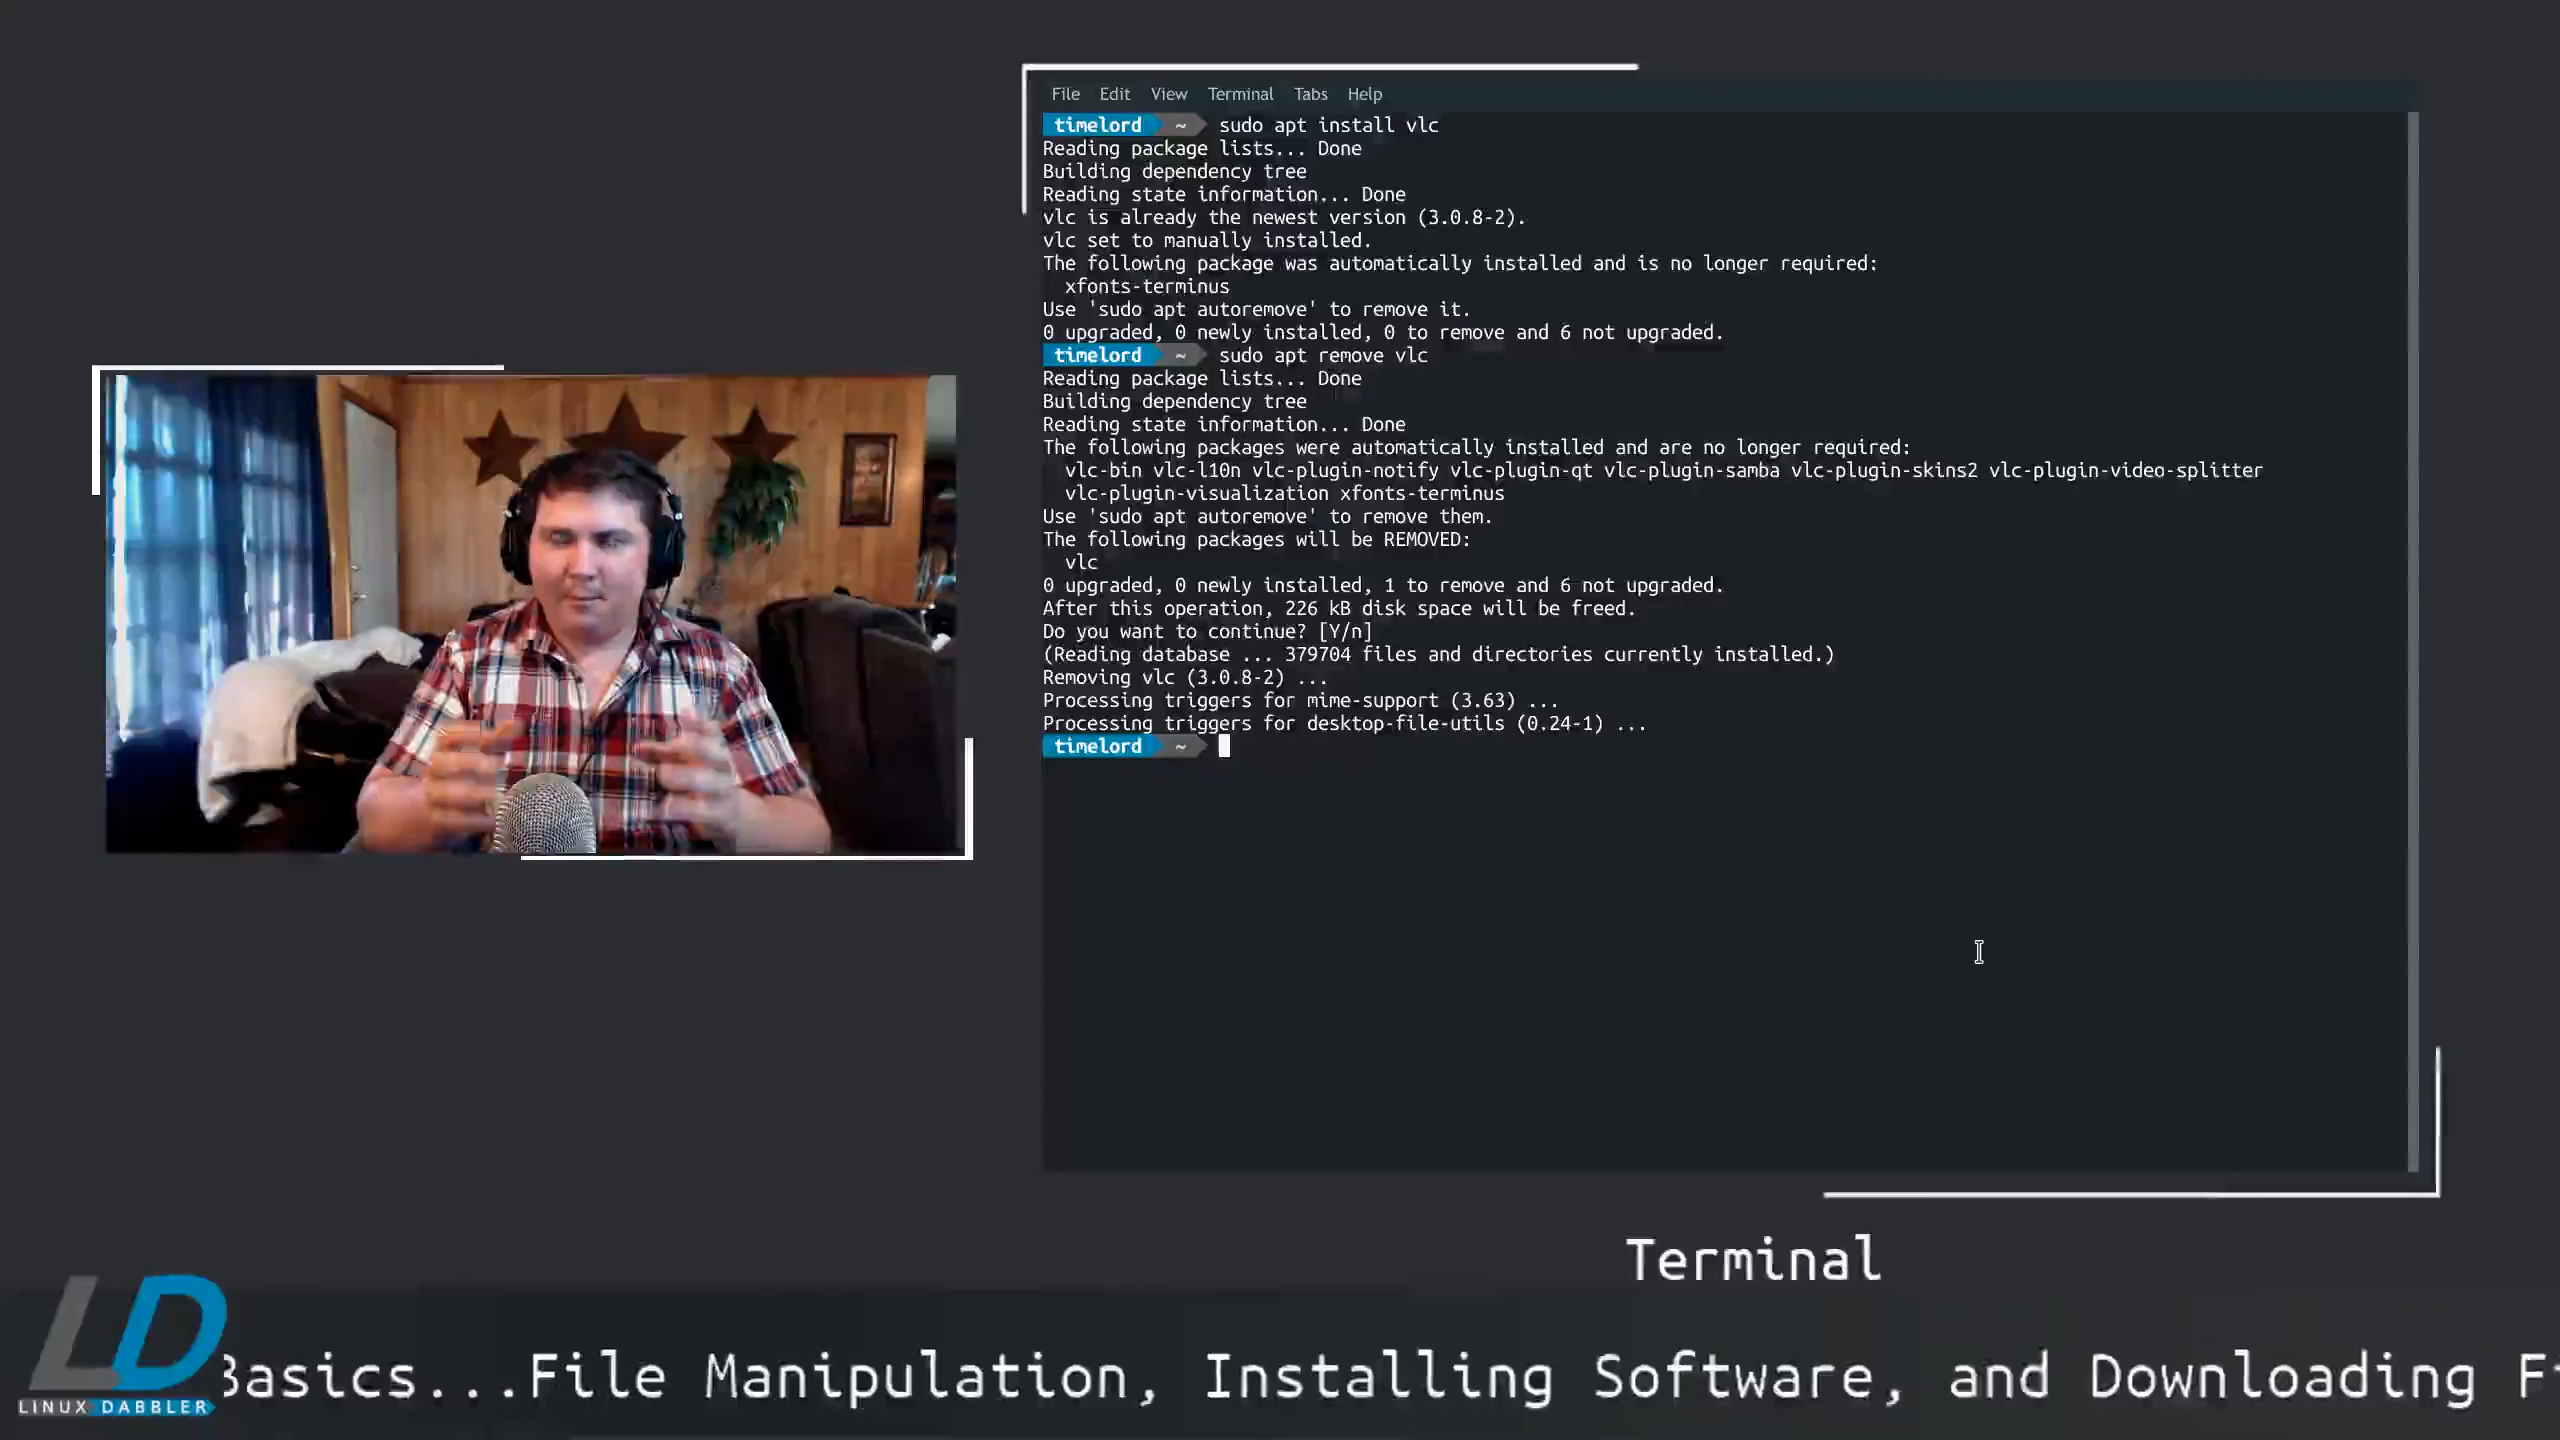 File Edit View Terminal Tabs Help
timelord ~ sudo apt install vlc
Reading package lists... Done
Building dependency tree
Reading state information... Done
vlc is already the newest version (3.0.8-2).
vlc set to manually installed.
The following package was automatically installed and is no longer required:
xfonts-terminus
Use 'sudo apt autoremove' to remove it.
0 upgraded, 0 newly installed, 0 to remove and 6 not upgraded.
timelord ~ sudo apt remove vlc
Reading package lists... Done
Building dependency tree
Reading state information... Done
The following packages were automatically installed and are no longer required:
vlc-bin vlc-l10n vlc-plugin-notify vlc-plugin-qt vlc-plugin-samba vlc-plugin-skins2 vlc-plugin-video-splitter
vlc-plugin-visualization xfonts-terminus
Use 'sudo apt autoremove' to remove them.
The following packages will be REMOVED:
vlc
0 upgraded, 0 newly installed, 1 to remove and 6 not upgraded.
After this operation, 226 kB disk space will be freed.
Do you want to continue? [Y/n]
(Reading database ... 379704 files and directories currently installed.)
Removing vlc (3.0.8-2) ...
Processing triggers for mime-support (3.63) ...
Processing triggers for desktop-file-utils (0.24-1) ...
timelord ~
Terminal
LD
LINUX DABBLER
Basics...File Manipulation, Installing Software, and Downloading Fi